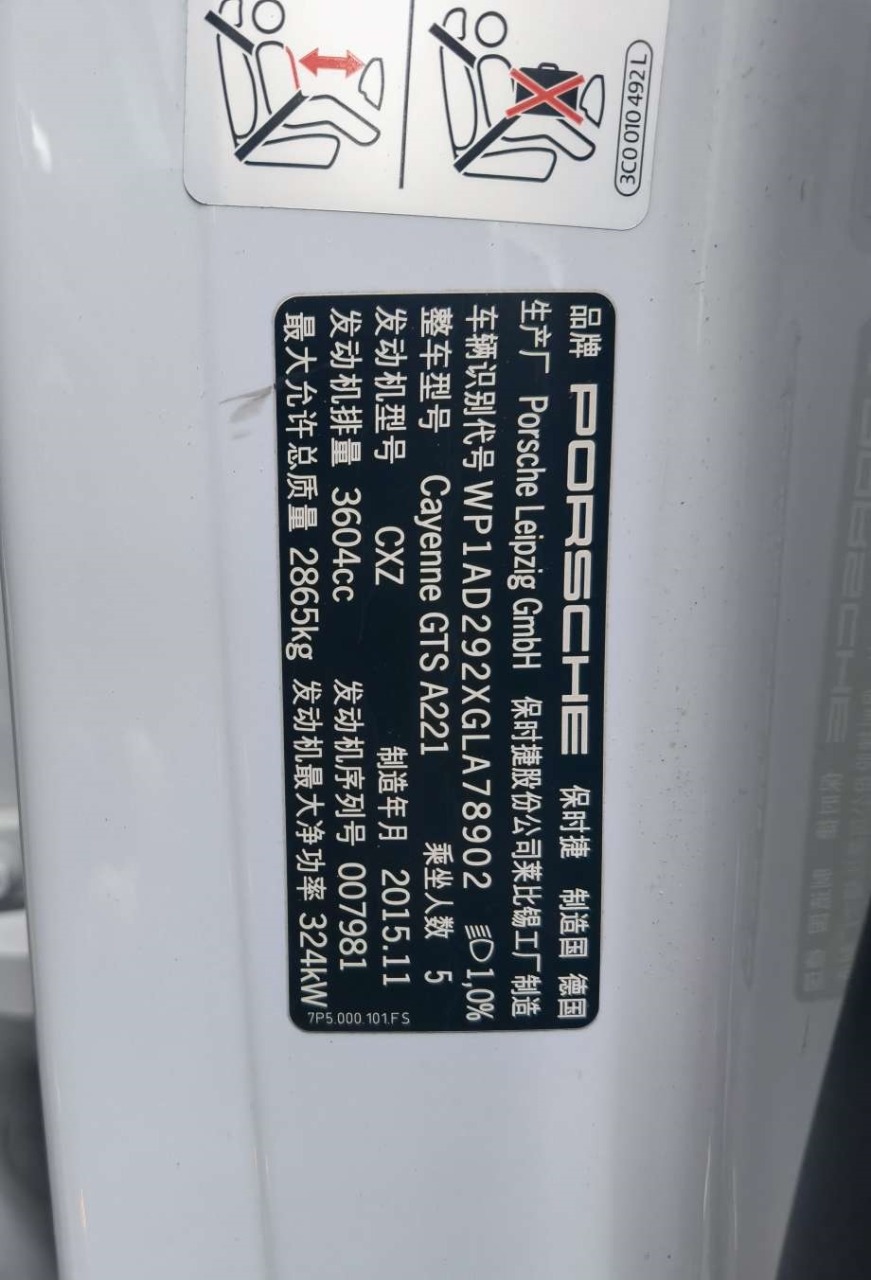 3C0 010 492 L
品牌 PORSCHE 保时捷 制造国 德国
生产厂 Porsche Leipzig GmbH 保时捷股份公司莱比锡工厂制造
车辆识别代号 WP1AD292XGLA78902 1,0%
整车型号 Cayenne GTS A221 乘坐人数 5
发动机型号 CXZ 制造年月 2015.11
发动机排量 3604cc 发动机序列号 007981
最大允许总质量 2865kg 发动机最大净功率 324kW
7P5.000.101.FS